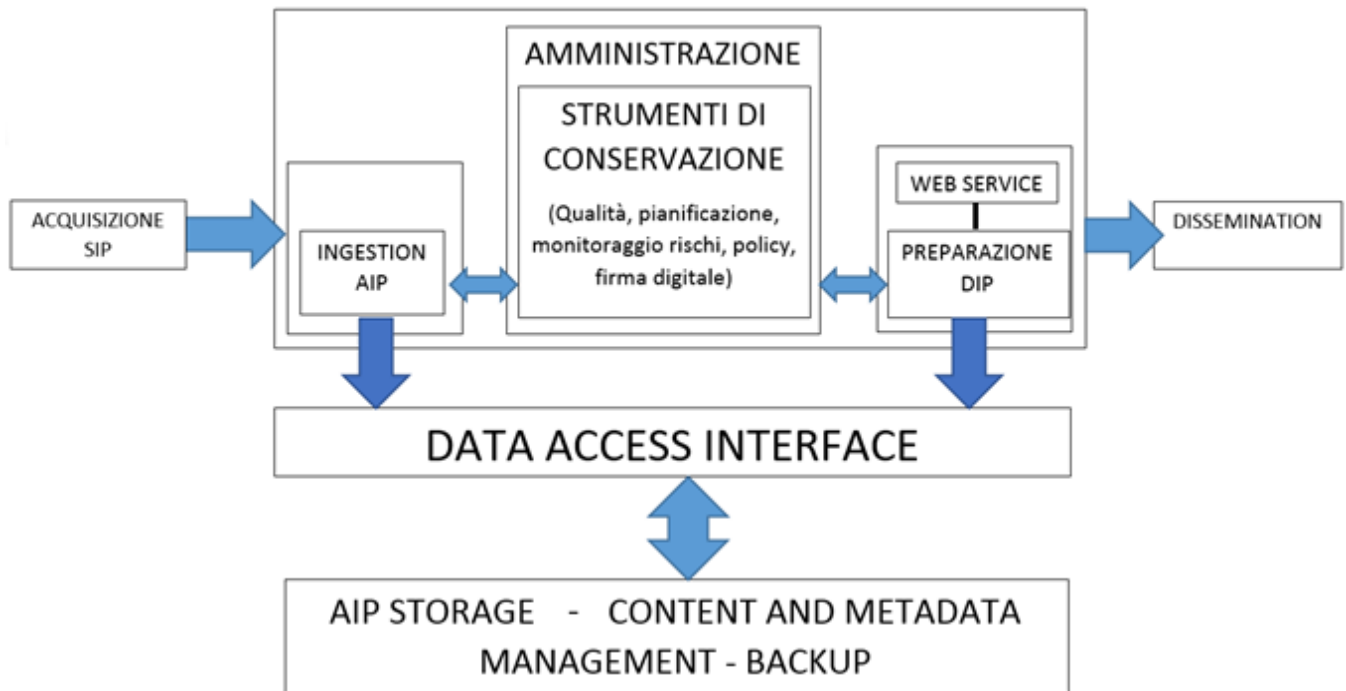 AMMINISTRAZIONE
STRUMENTI DI
CONSERVAZIONE
(Qualità, pianificazione,
monitoraggio rischi, policy,
firma digitale)
ACQUISIZIONE
SIP
INGESTION
AIP
WEB SERVICE
PREPARAZIONE
DIP
DISSEMINATION
DATA ACCESS INTERFACE
AIP STORAGE - CONTENT AND METADATA
MANAGEMENT - BACKUP